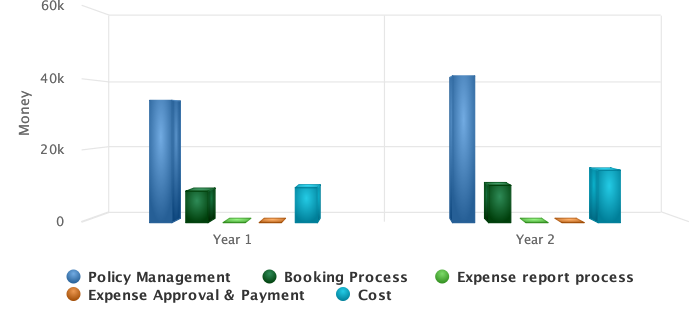 60k
40k
20k
0
Money
Year 1 Year 2
Policy Management Booking Process Expense report process
Expense Approval & Payment Cost